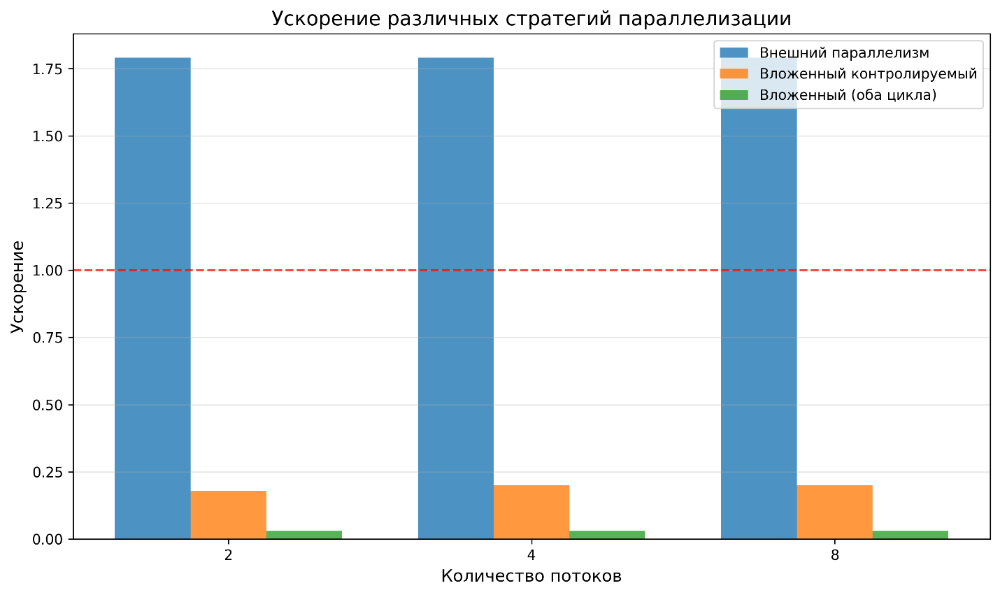 Ускорение различных стратегий параллелизации
Внешний параллелизм
Вложенный контролируемый
Вложенный (оба цикла)
Ускорение
1.75
1.50
1.25
1.00
0.75
0.50
0.25
0.00
2
4
8
Количество потоков